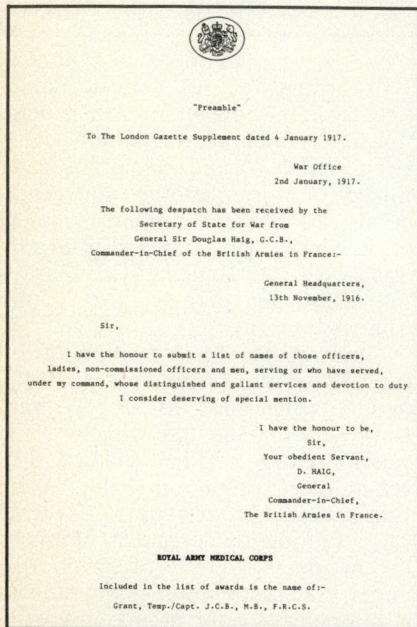 "Preamble"
To The London Gazette Supplement dated 4 January 1917.
War Office
2nd January, 1917.
The following despatch has been received by the
Secretary of State for War from
General Sir Douglas Haig, G.C.B.,
Commander-in-Chief of the British Armies in France:-
General Headquarters,
13th November, 1916.
Sir,
I have the honour to submit a list of names of those officers,
ladies, non-commissioned officers and men, serving or who have served,
under my command, whose distinguished and gallant services and devotion to duty
I consider deserving of special mention.
I have the honour to be,
Sir,
Your obedient Servant,
D. HAIG,
General
Commander-in-Chief,
The British Armies in France.
ROYAL ARMY MEDICAL CORPS
Included in the list of awards is the name of:-
Grant, Temp./Capt. J.C.B., M.B., F.R.C.S.